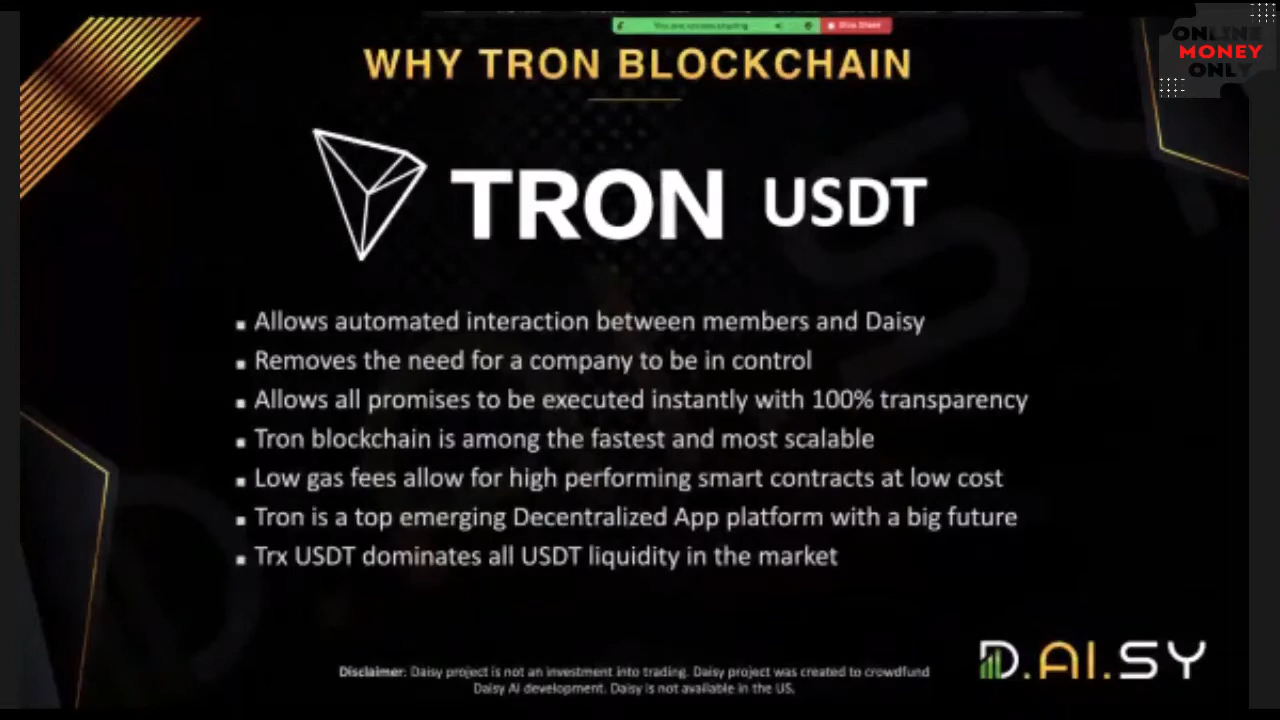 ONLINE
MONEY
ONLY
WHY TRON BLOCKCHAIN
TRON USDT
Allows automated interaction between members and Daisy
Removes the need for a company to be in control
Allows all promises to be executed instantly with 100% transparency
Tron blockchain is among the fastest and most scalable
Low gas fees allow for high performing smart contracts at low cost
Tron is a top emerging Decentralized App platform with a big future
Trx USDT dominates all USDT liquidity in the market
Disclaimer: Daisy project is not an investment into trading. Daisy project was created to crowdfund
Daisy AI development. Daisy is not available in the US.
D.AI.SY